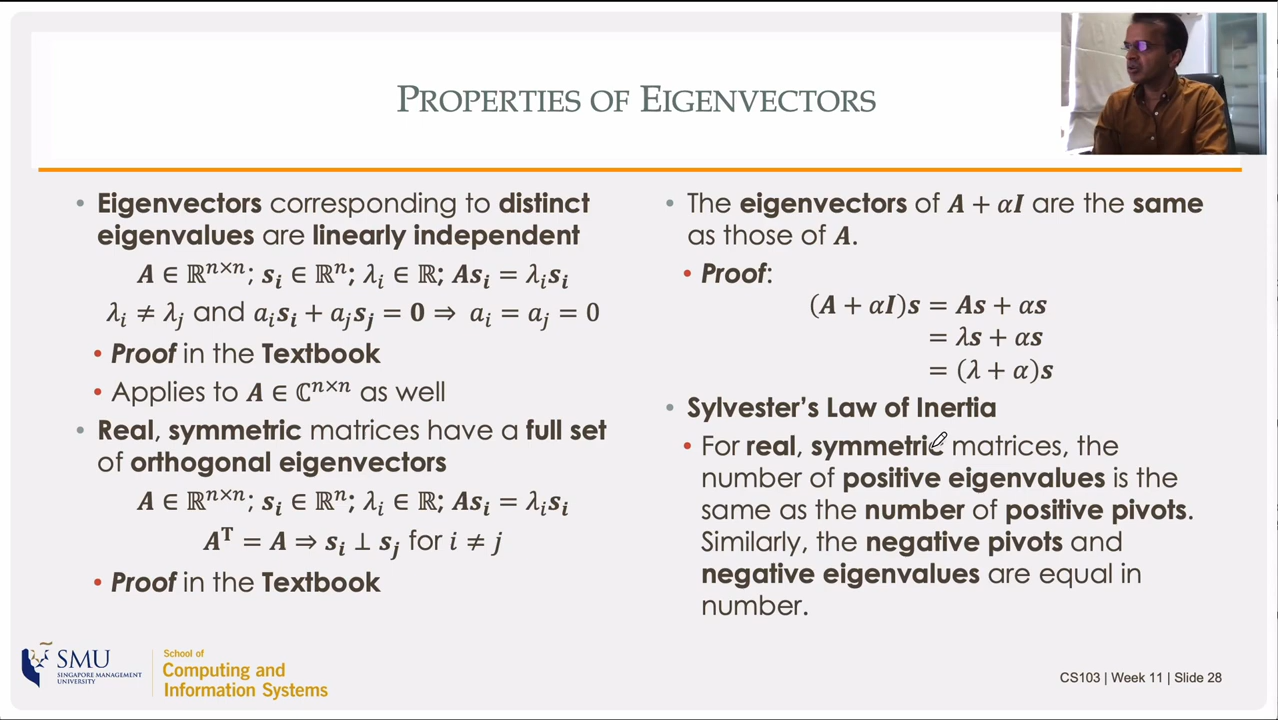 PROPERTIES OF EIGENVECTORS
• Eigenvectors corresponding to distinct
eigenvalues are linearly independent
A ∈ ℝⁿˣⁿ; sᵢ ∈ ℝⁿ; λᵢ ∈ ℝ; Asᵢ = λᵢsᵢ
λᵢ ≠ λⱼ and aᵢsᵢ + aⱼsⱼ = 0 ⇒ aᵢ = aⱼ = 0
• Proof in the Textbook
• Applies to A ∈ ℂⁿˣⁿ as well
• Real, symmetric matrices have a full set
of orthogonal eigenvectors
A ∈ ℝⁿˣⁿ; sᵢ ∈ ℝⁿ; λᵢ ∈ ℝ; Asᵢ = λᵢsᵢ
Aᵀ = A ⇒ sᵢ ⊥ sⱼ for i ≠ j
• Proof in the Textbook
• The eigenvectors of A + αI are the same
as those of A.
• Proof:
(A + αI)s = As + αs
= λs + αs
= (λ + α)s
• Sylvester's Law of Inertia
• For real, symmetric matrices, the
number of positive eigenvalues is the
same as the number of positive pivots.
Similarly, the negative pivots and
negative eigenvalues are equal in
number.
SMU
SINGAPORE MANAGEMENT
UNIVERSITY
School of
Computing and
Information Systems
CS103 | Week 11 | Slide 28